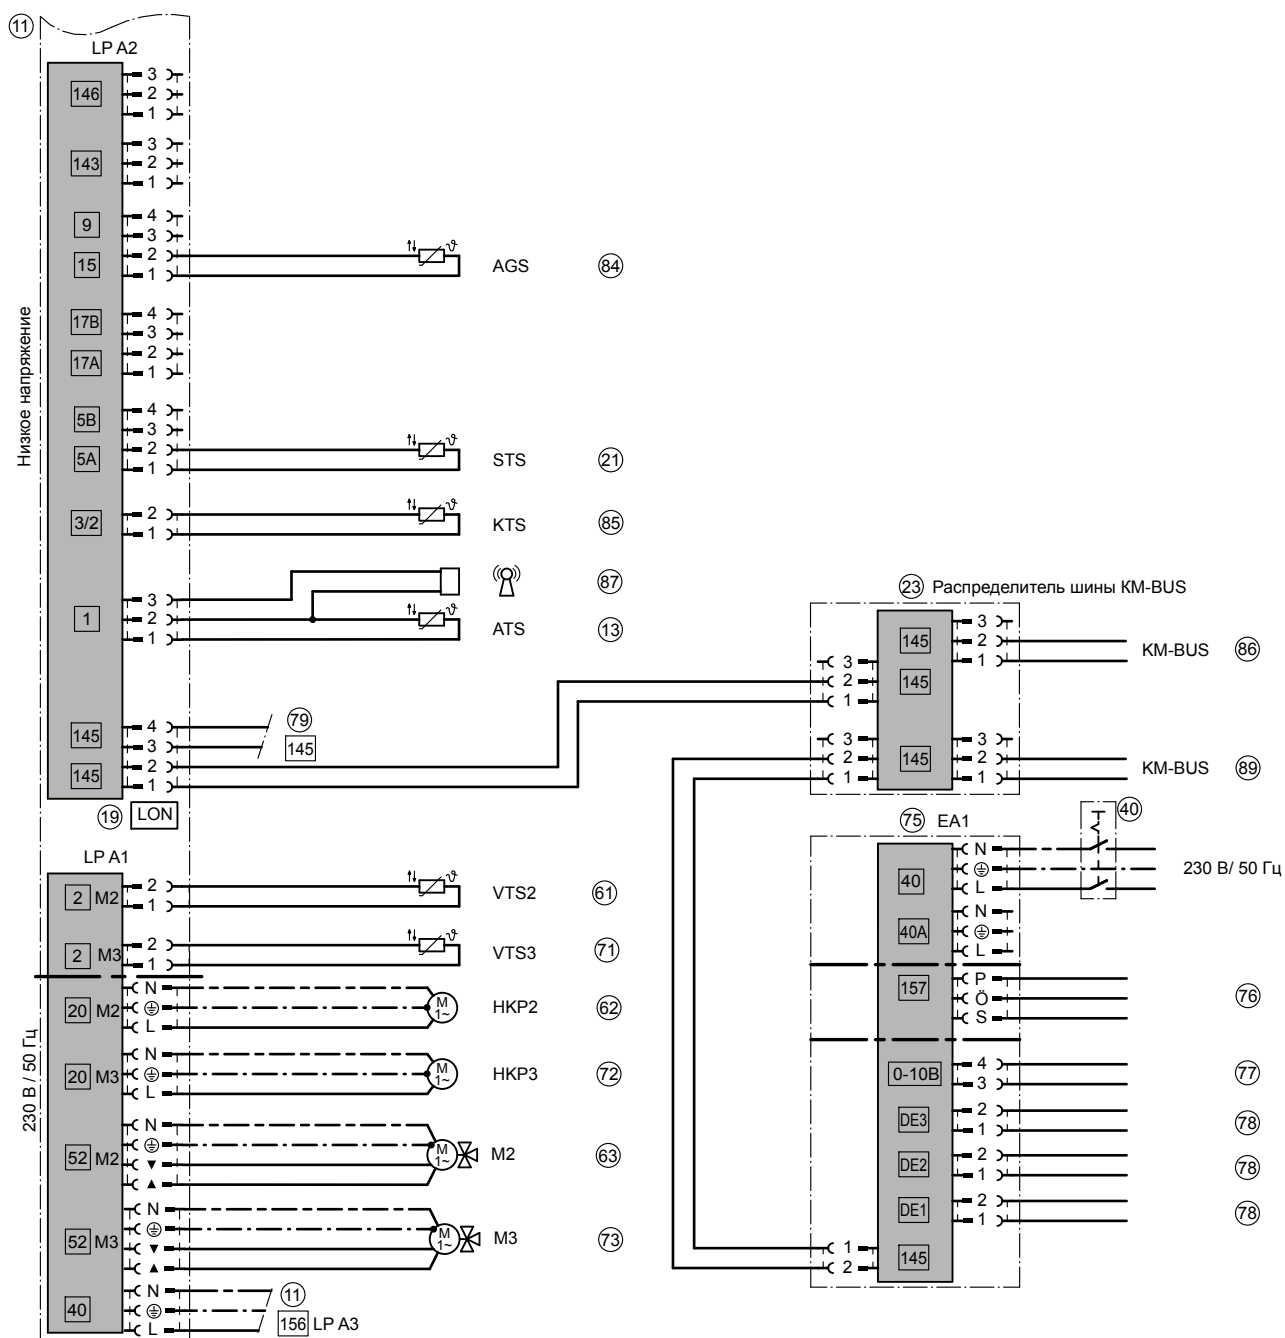 11
LP A2
146
3
2
1
143
3
2
1
9
4
3
15
2
1
AGS
84
17B
4
3
17A
2
1
5B
4
3
5A
2
1
STS
21
3/2
2
1
KTS
85
87
1
3
2
1
ATS
13
145
4
3
79
145
145
2
1
Низкое напряжение
19
LON
23 Распределитель шины KM-BUS
145
3
2
1
KM-BUS
86
3
2
1
145
3
2
1
145
3
2
1
KM-BUS
89
LP A1
2 M2
2
1
VTS2
61
2 M3
2
1
VTS3
71
20 M2
N
L
M
1~
HKP2
62
20 M3
N
L
M
1~
HKP3
72
52 M2
N
M
1~
M2
63
52 M3
N
M
1~
M3
73
40
N
L
11
156 LP A3
230 В / 50 Гц
75 EA1
40
40
N
L
230 В/ 50 Гц
40A
N
L
157
P
Ö
S
76
0-10В
4
3
77
DE3
2
1
78
DE2
2
1
78
DE1
2
1
78
1
2
145